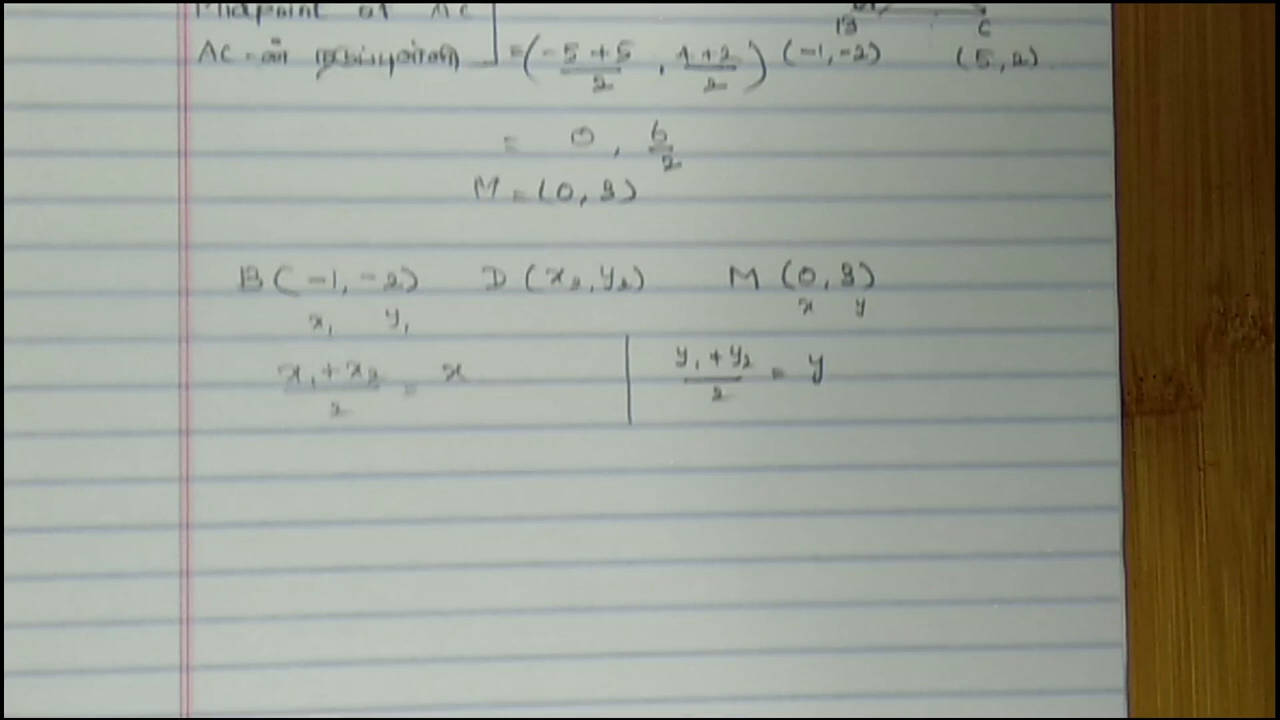 Midpoint of AC
B C
AC-ன் நடுப்புள்ளி = (-5+5/2 , 4+2/2) (-1,-2) (5,2)
= 0 , 6/2
M = (0, 3)
B (-1, -2) D (x₂, y₂) M (0, 3)
x₁ y₁ x y
x₁ + x₂/2 = x | y₁ + y₂/2 = y